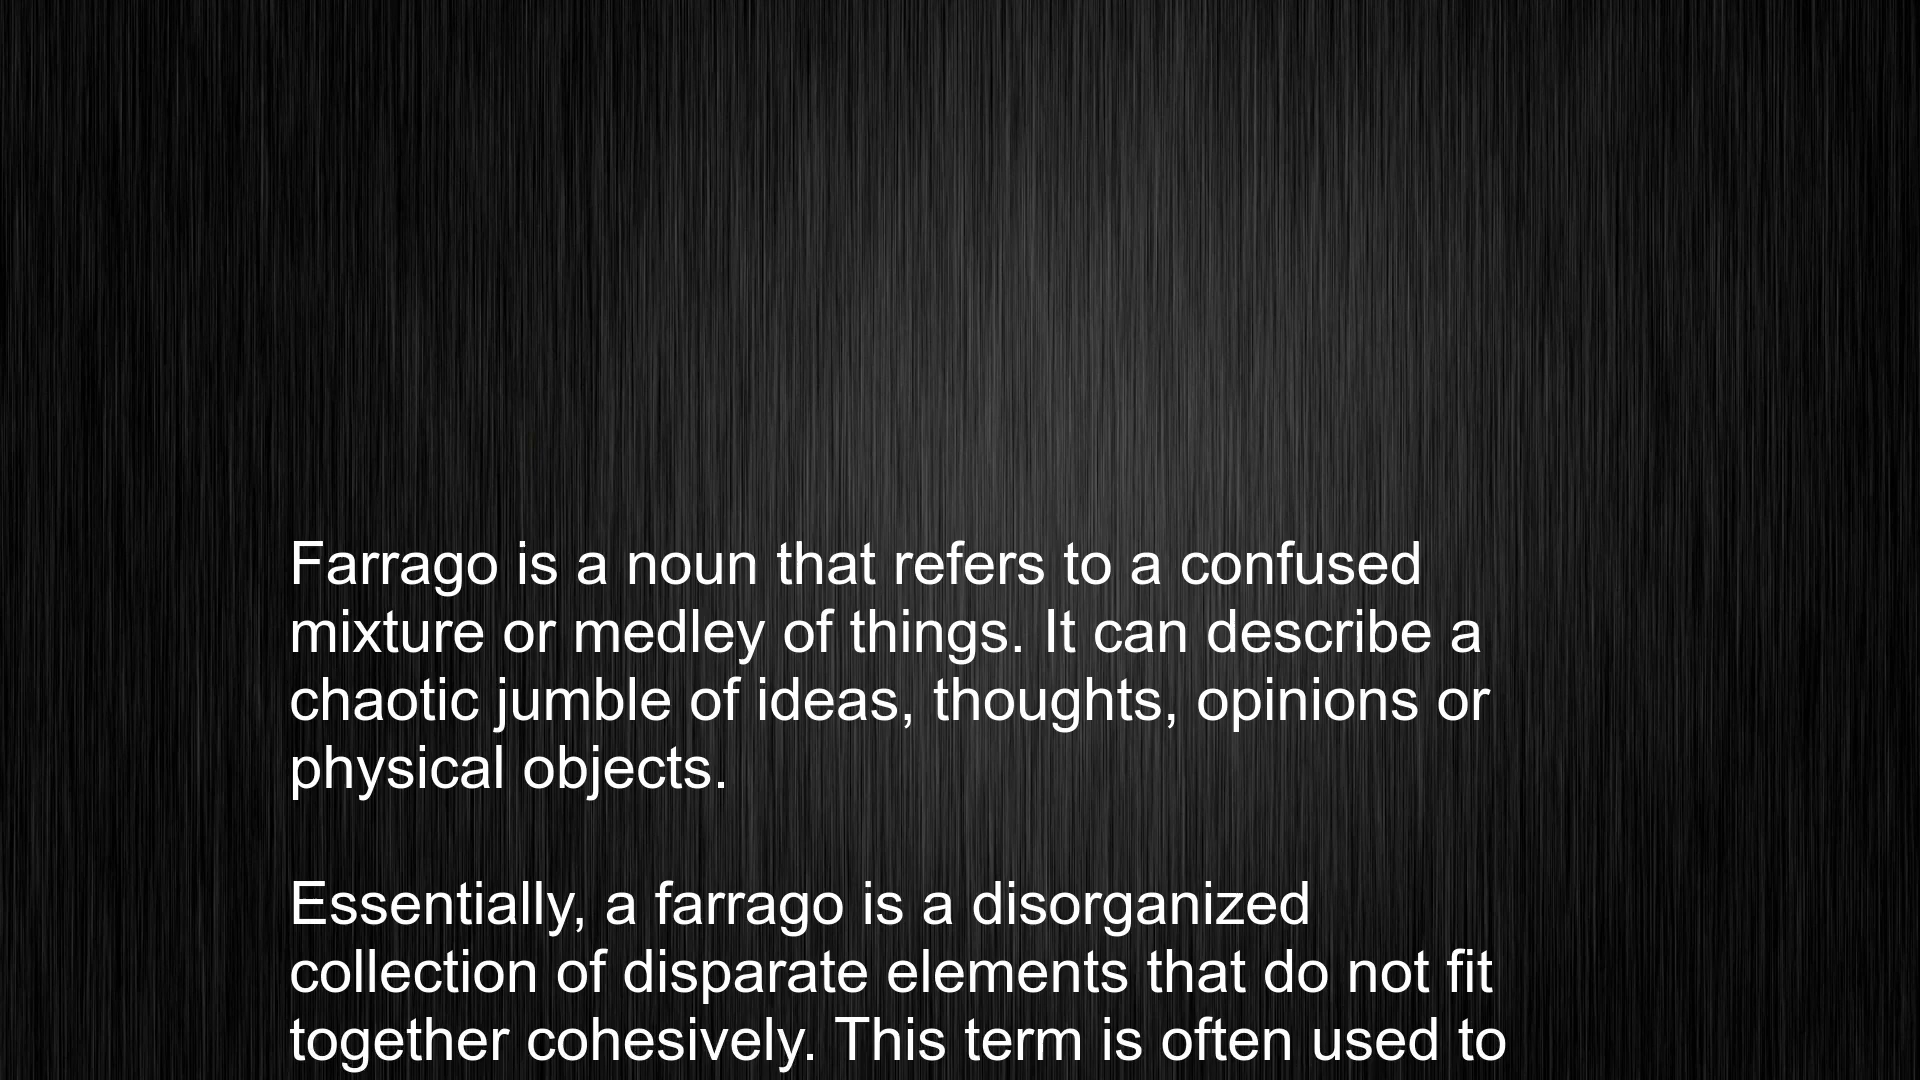 Farrago is a noun that refers to a confused
mixture or medley of things. It can describe a
chaotic jumble of ideas, thoughts, opinions or
physical objects.
Essentially, a farrago is a disorganized
collection of disparate elements that do not fit
together cohesively. This term is often used to